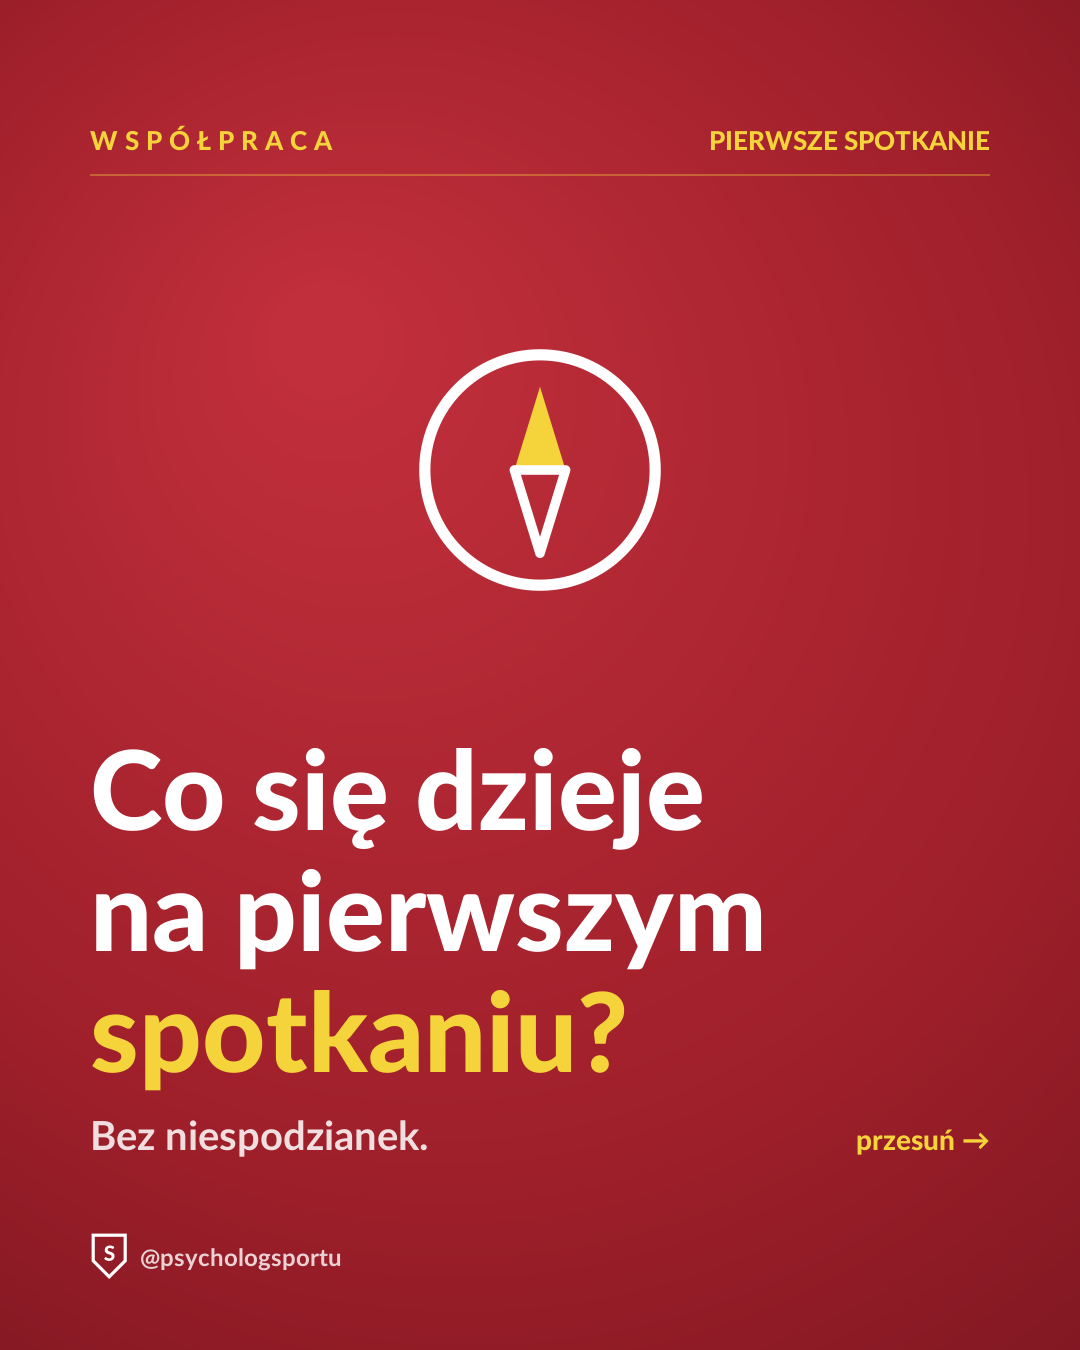 WSPÓŁPRACA
PIERWSZE SPOTKANIE
Co się dzieje
na pierwszym
spotkaniu?
Bez niespodzianek.
przesuń →
S
@psychologsportu